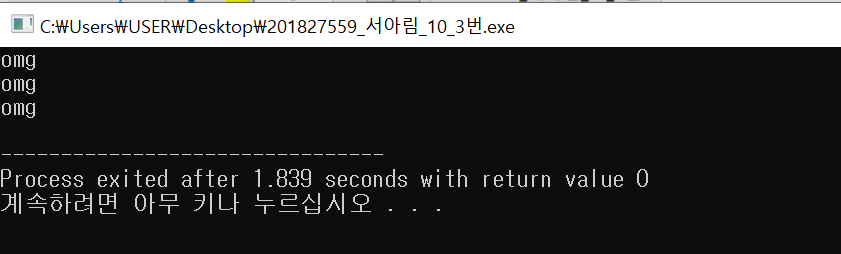 C:\Users\USER\Desktop\201827559_서아림_10_3번.exe
omg
omg
omg
--------------------------------
Process exited after 1.839 seconds with return value 0
계속하려면 아무 키나 누르십시오 . . .